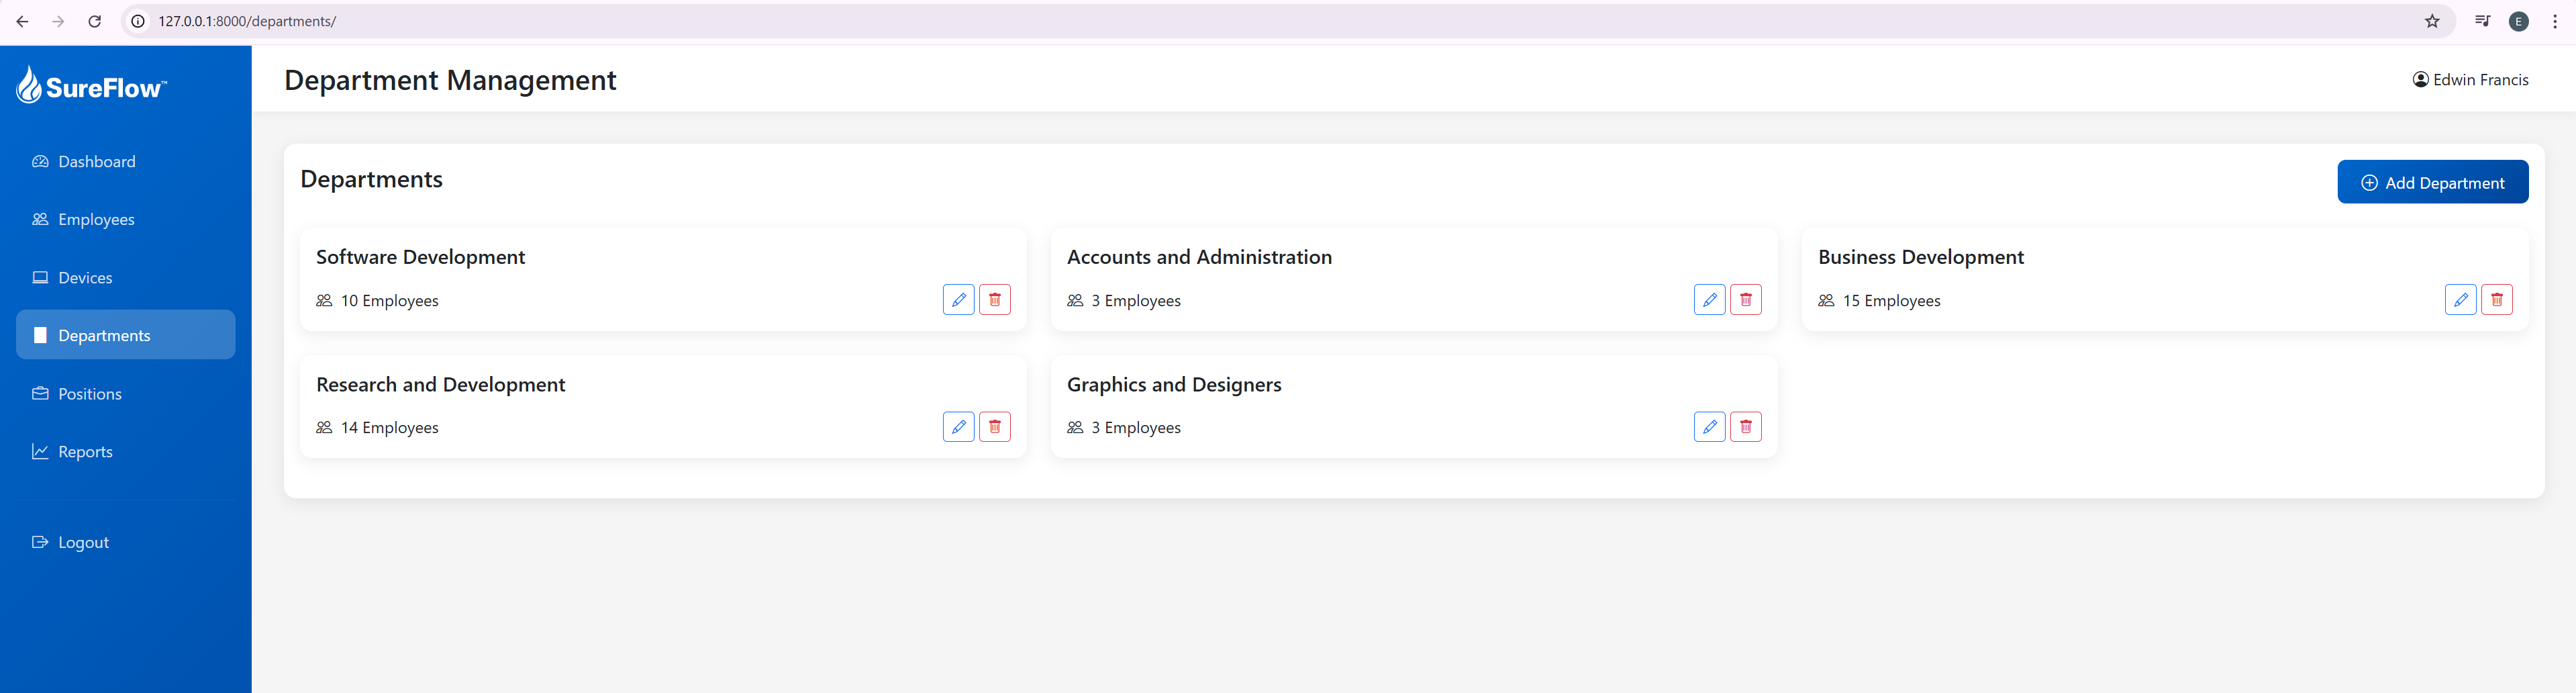 127.0.0.1:8000/departments/
E
SureFlow™
Dashboard
Employees
Devices
Departments
Positions
Reports
Logout
Department Management
Edwin Francis
Departments
Add Department
Software Development
10 Employees
Accounts and Administration
3 Employees
Business Development
15 Employees
Research and Development
14 Employees
Graphics and Designers
3 Employees